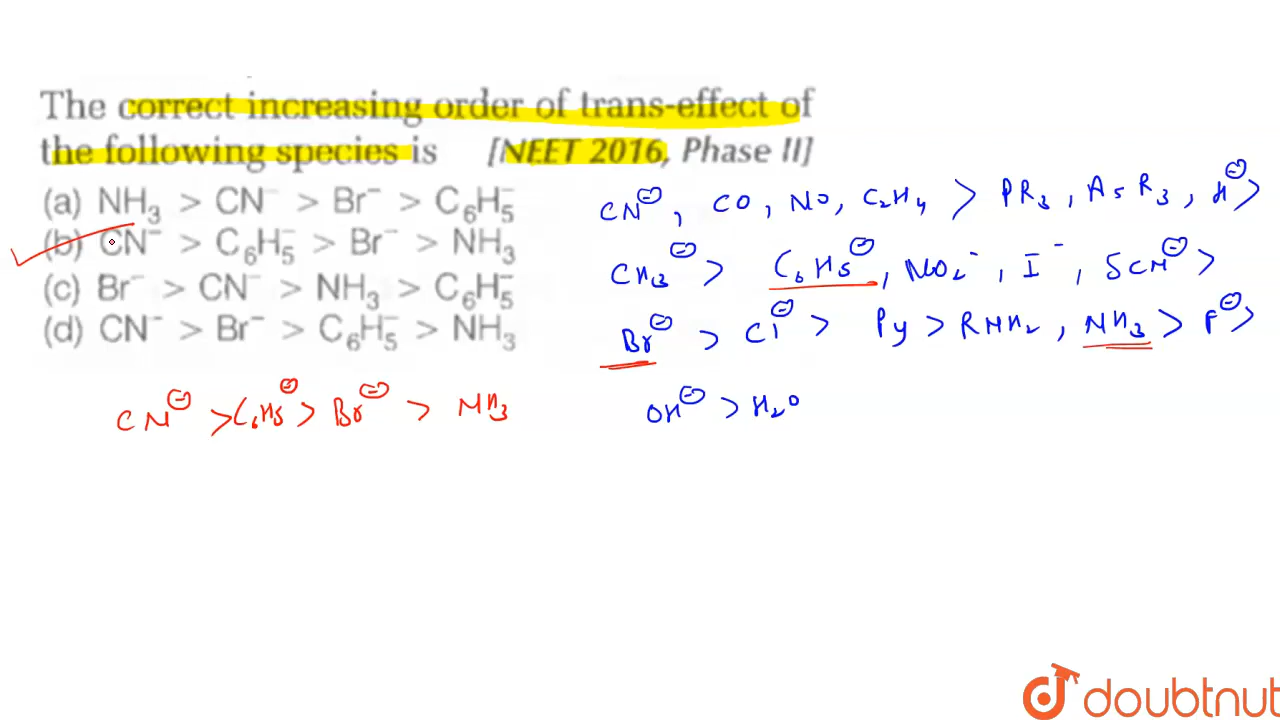 The correct increasing order of trans-effect of
the following species is [NEET 2016, Phase II]
(a) NH₃ > CN⁻ > Br⁻ > C₆H₅⁻
(b) CN⁻ > C₆H₅⁻ > Br⁻ > NH₃
(c) Br⁻ > CN⁻ > NH₃ > C₆H₅⁻
(d) CN⁻ > Br⁻ > C₆H₅⁻ > NH₃
CN⊖ > C₆H₅⊖ > Br⊖ > NH₃
CN⊖, CO, NO, C₂H₄ > PR₃, AsR₃, H⊖ >
CH₃⊖ > C₆H₅⊖, NO₂⁻, I⁻, SCN⊖ >
Br⊖ > Cl⊖ > Py > RNH₂, NH₃ > F⊖ >
OH⊖ > H₂O
doubtnut